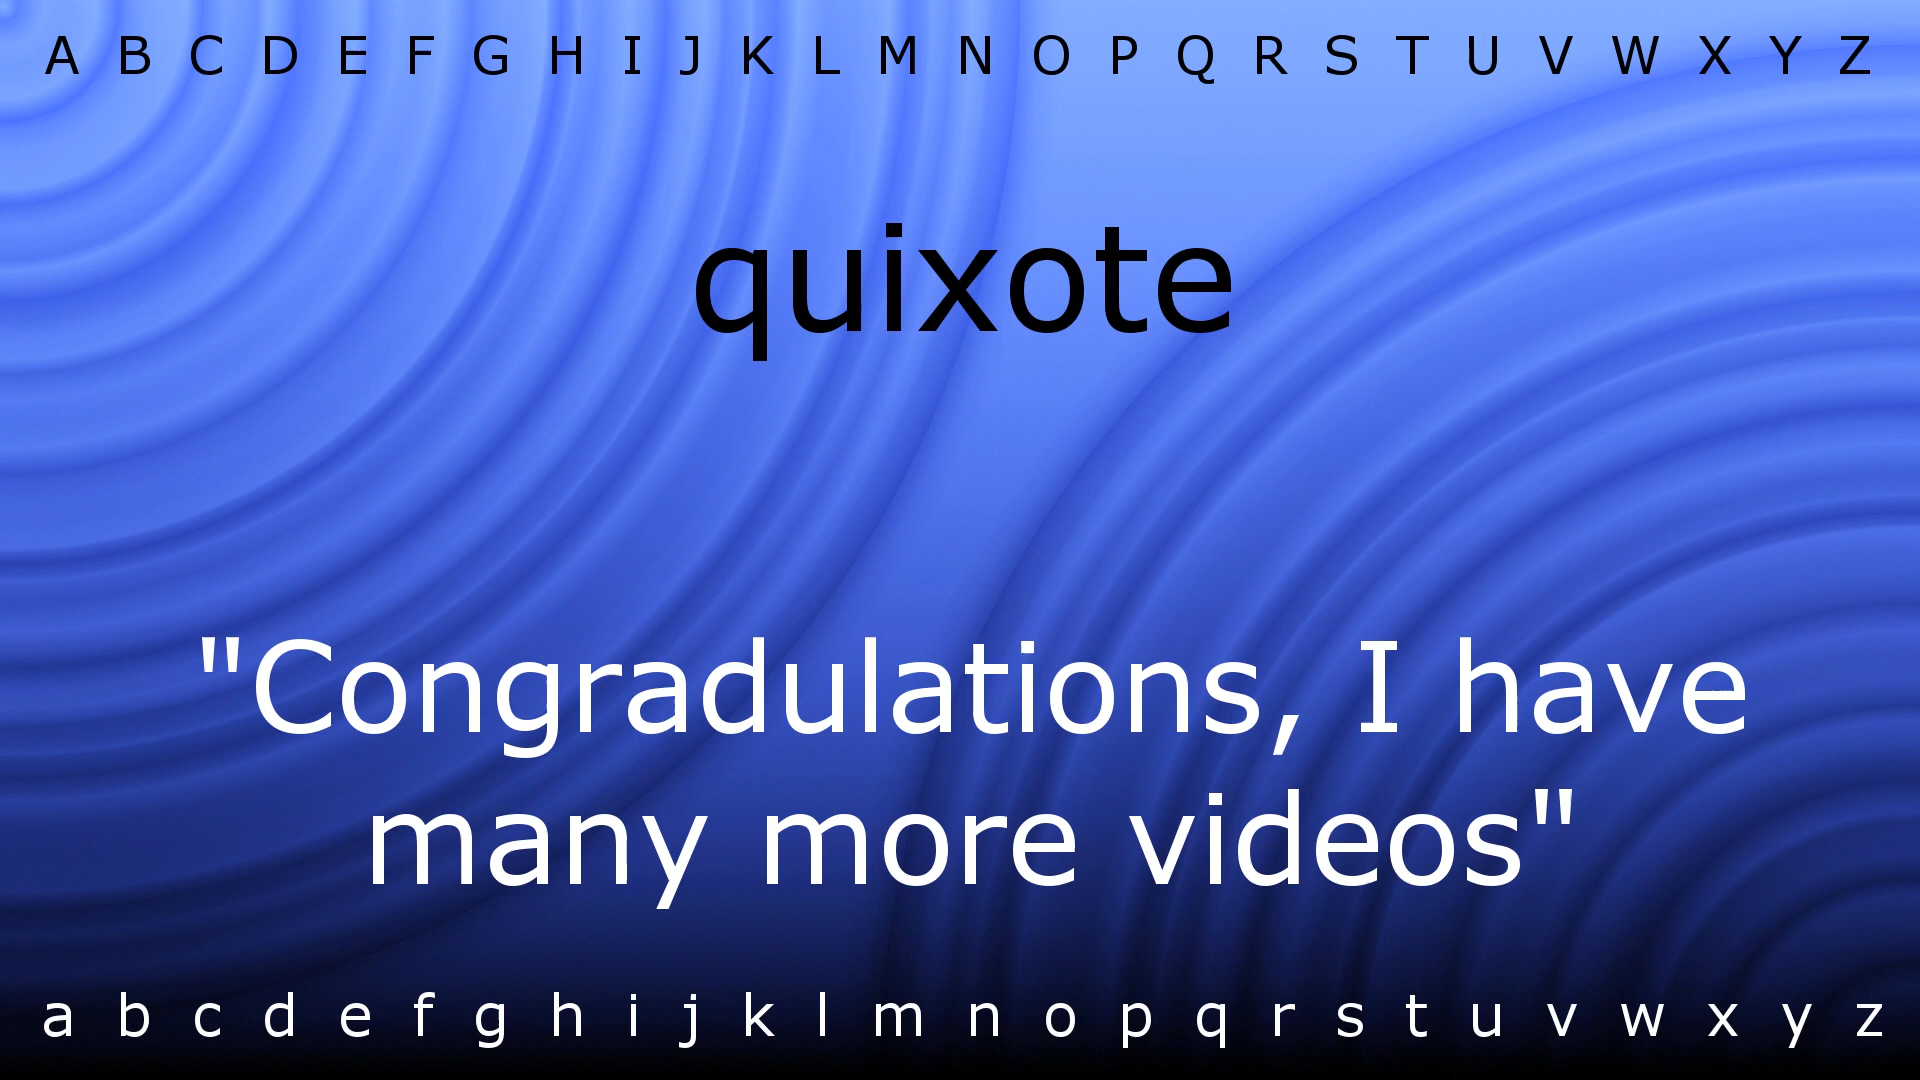 A B C D E F G H I J K L M N O P Q R S T U V W X Y Z
quixote
"Congradulations, I have
many more videos"
a b c d e f g h i j k l m n o p q r s t u v w x y z